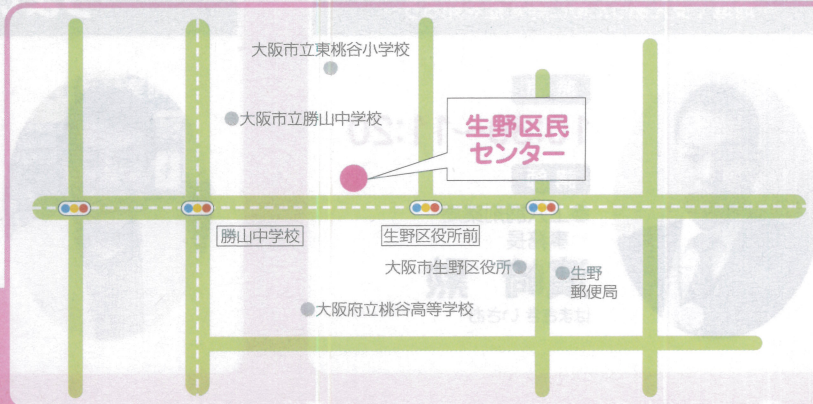 大阪市立東桃谷小学校
大阪市立勝山中学校
生野区民
センター
勝山中学校
生野区役所前
大阪市生野区役所
生野
郵便局
大阪府立桃谷高等学校